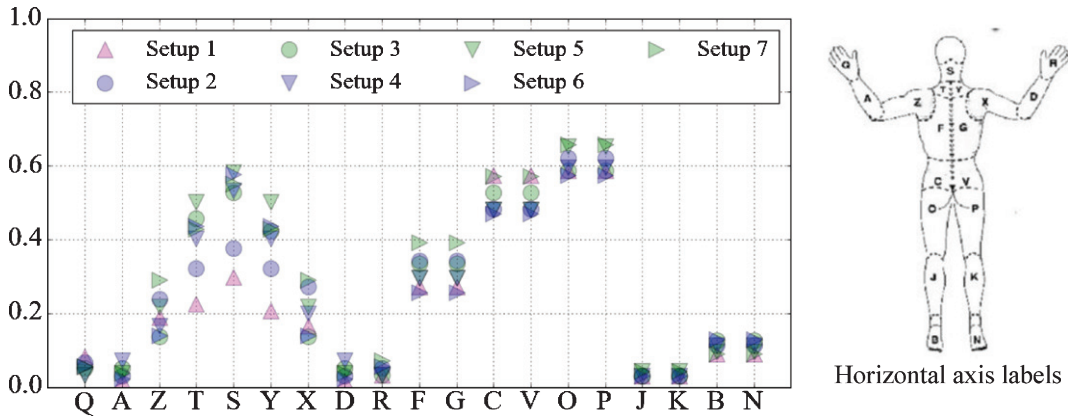 1.0
0.8
0.6
0.4
0.2
0.0
Setup 1 Setup 3 Setup 5 Setup 7
Setup 2 Setup 4 Setup 6
Q A Z T S Y X D R F G C V O P J K B N
S
Q R
T Y
A Z X D
F G
C V
O P
J K
B N
Horizontal axis labels